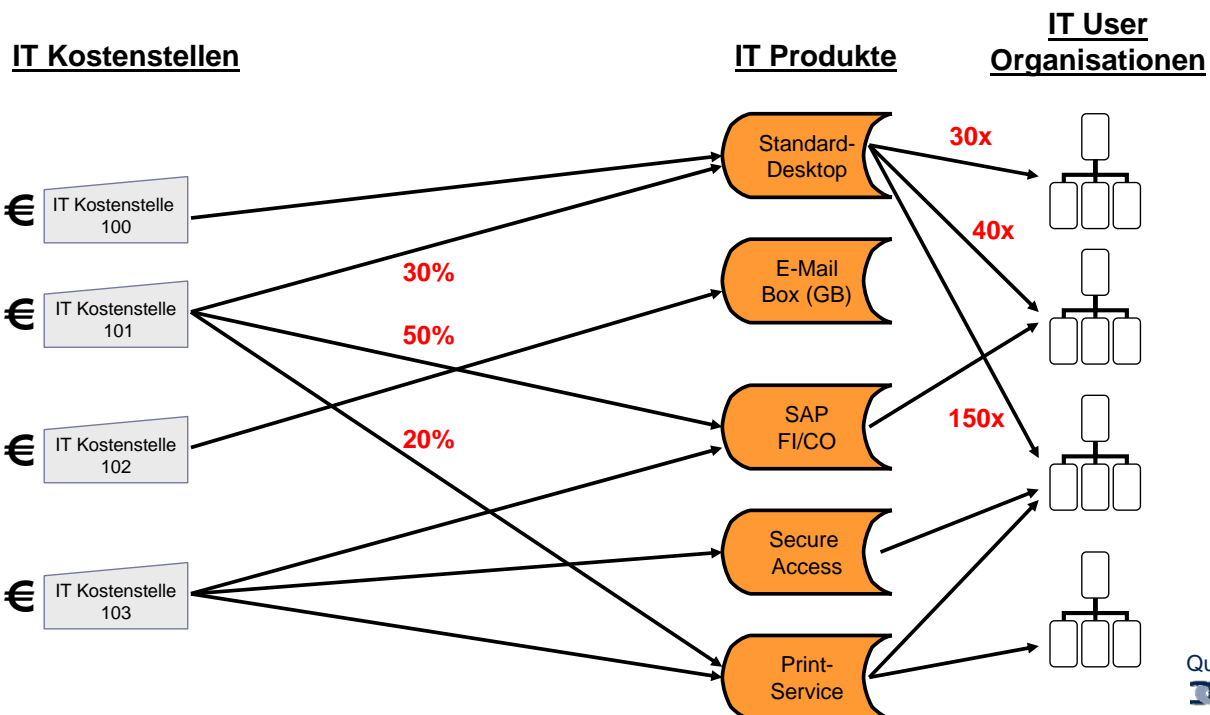 IT Kostenstellen
IT Produkte
IT User
Organisationen
€
IT Kostenstelle
100
€
IT Kostenstelle
101
€
IT Kostenstelle
102
€
IT Kostenstelle
103
30%
50%
20%
Standard-
Desktop
E-Mail
Box (GB)
SAP
FI/CO
Secure
Access
Print-
Service
30x
40x
150x